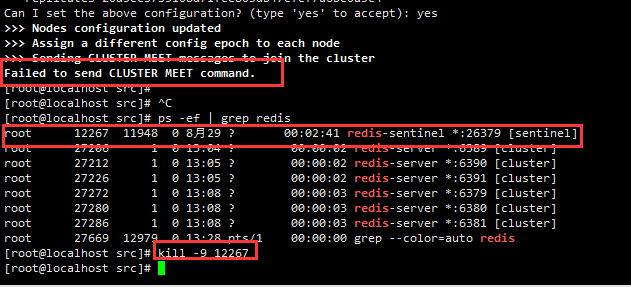 Can I set the above configuration? (type 'yes' to accept): yes
>>> Nodes configuration updated
>>> Assign a different config epoch to each node
>>> Sending CLUSTER MEET messages to join the cluster
Failed to send CLUSTER MEET command.
[root@localhost src]#
[root@localhost src]# ^C
[root@localhost src]# ps -ef | grep redis
root 12267 11948 0 8月29 ? 00:02:41 redis-sentinel *:26379 [sentinel]
root 27206 1 0 13:04 ? 00:00:02 redis-server *:6389 [cluster]
root 27212 1 0 13:05 ? 00:00:02 redis-server *:6390 [cluster]
root 27226 1 0 13:05 ? 00:00:02 redis-server *:6391 [cluster]
root 27272 1 0 13:08 ? 00:00:03 redis-server *:6379 [cluster]
root 27280 1 0 13:08 ? 00:00:03 redis-server *:6380 [cluster]
root 27286 1 0 13:08 ? 00:00:03 redis-server *:6381 [cluster]
root 27669 12979 0 13:28 pts/1 00:00:00 grep --color=auto redis
[root@localhost src]# kill -9 12267
[root@localhost src]#